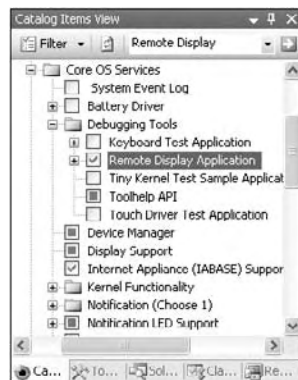 Catalog Items View
Filter Remote Display
Core OS Services
System Event Log
Battery Driver
Debugging Tools
Keyboard Test Application
Remote Display Application
Tiny Kernel Test Sample Applicat
Toolhelp API
Touch Driver Test Application
Device Manager
Display Support
Internet Appliance (IABASE) Suppor
Kernel Functionality
Notification (Choose 1)
Notification LED Support
Ca... To... Sol... Cla... Re...